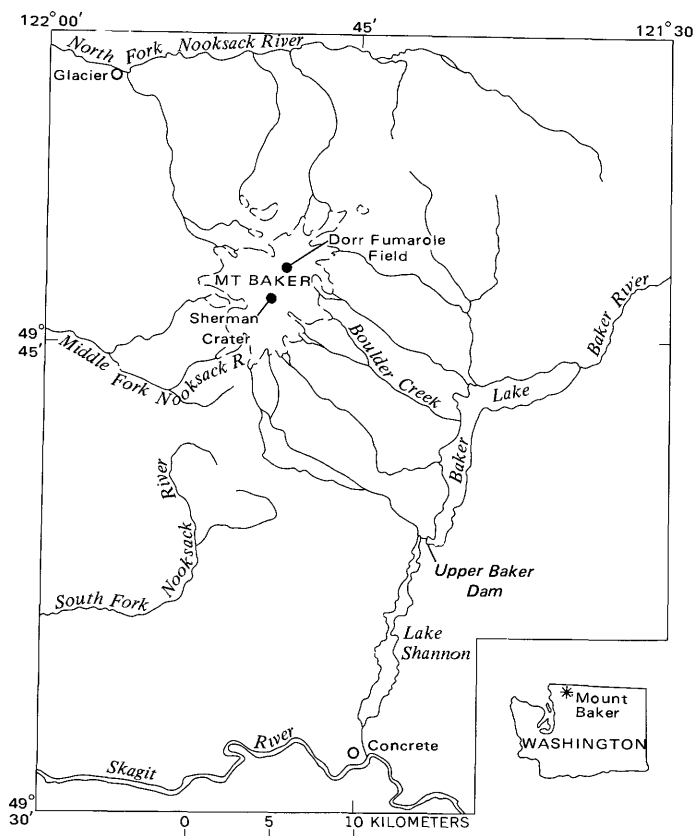 122° 00'
45'
121° 30
North Fork Nooksack River
Glacier
Dorr Fumarole
Field
MT BAKER
Sherman
Crater
49°
45'
Middle Fork Nooksack R.
Boulder Creek
Baker River
Lake
Baker
River
Nooksack
South Fork
Upper Baker
Dam
Lake
Shannon
Mount
Baker
WASHINGTON
River
Concrete
Skagit
49°
30'
0 5 10 KILOMETERS